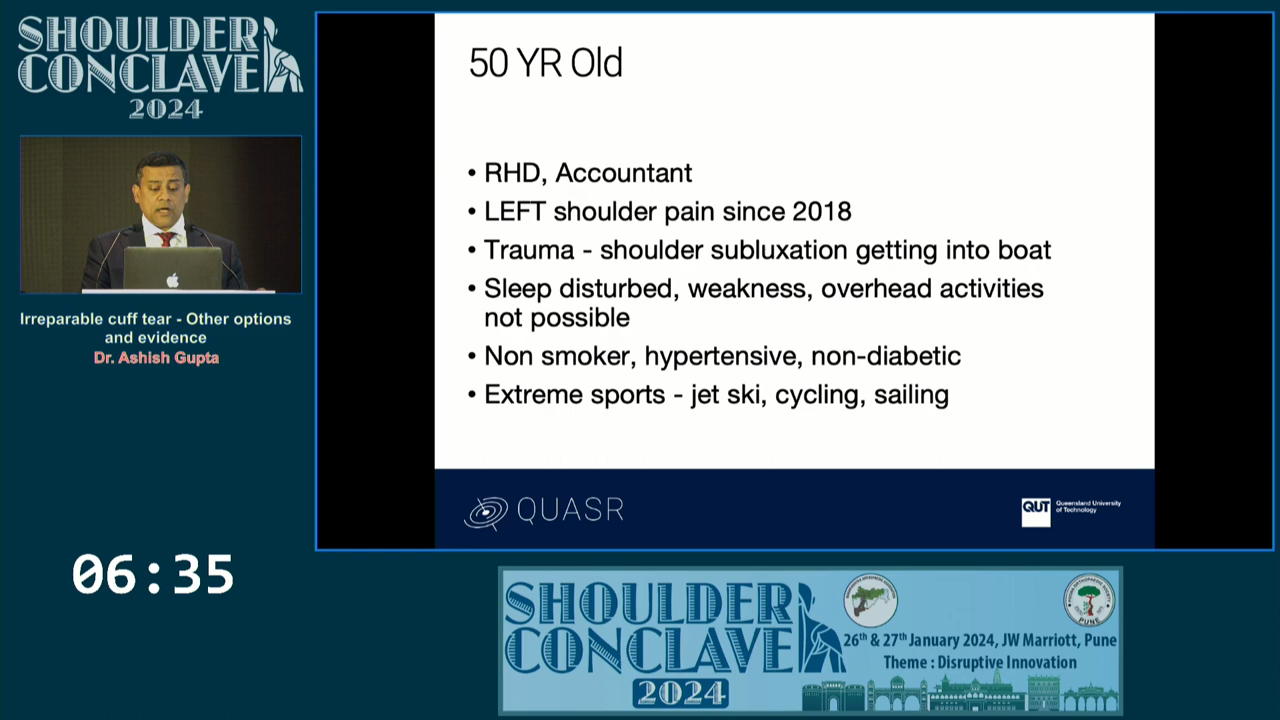 SHOULDER
CONCLAVE
2024
Irreparable cuff tear - Other options
and evidence
Dr. Ashish Gupta
06:35
50 YR Old
• RHD, Accountant
• LEFT shoulder pain since 2018
• Trauma - shoulder subluxation getting into boat
• Sleep disturbed, weakness, overhead activities
not possible
• Non smoker, hypertensive, non-diabetic
• Extreme sports - jet ski, cycling, sailing
QUASR
QUT
Queensland University
of Technology
SHOULDER
CONCLAVE
2024
26th & 27th January 2024, JW Marriott, Pune
Theme : Disruptive Innovation
PUNE